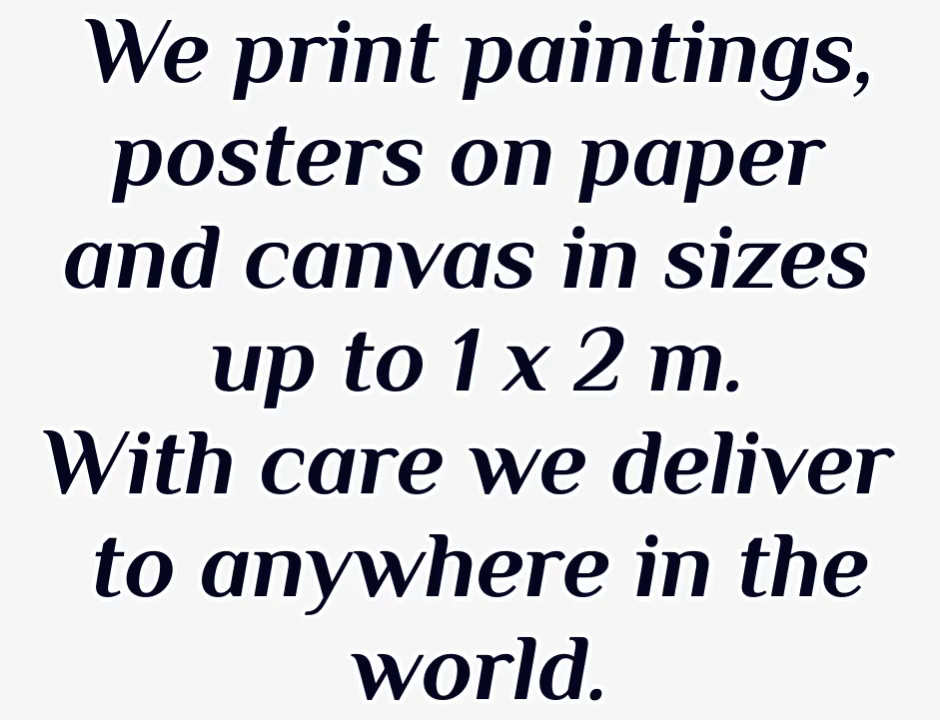 We print paintings,
posters on paper
and canvas in sizes
up to 1 x 2 m.
With care we deliver
to anywhere in the
world.